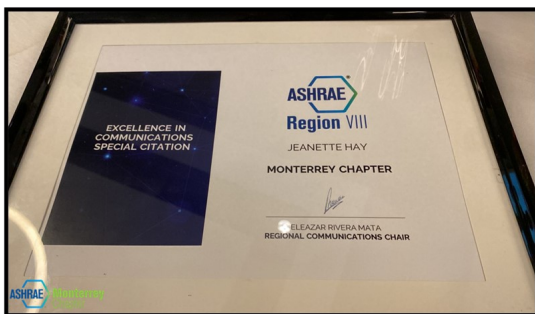 EXCELLENCE IN
COMMUNICATIONS
SPECIAL CITATION
ASHRAE
Region VIII
JEANETTE HAY
MONTERREY CHAPTER
ELEAZAR RIVERA MATA
REGIONAL COMMUNICATIONS CHAIR
ASHRAE Monterrey